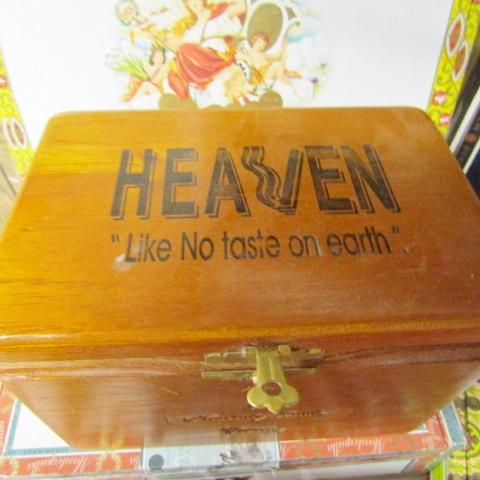 HEAVEN
"Like No taste on earth".